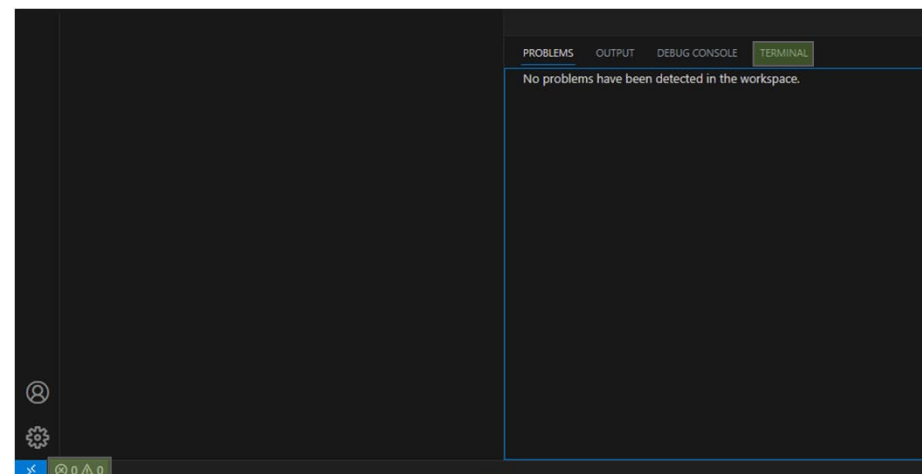 PROBLEMS OUTPUT DEBUG CONSOLE TERMINAL
No problems have been detected in the workspace.
0 0